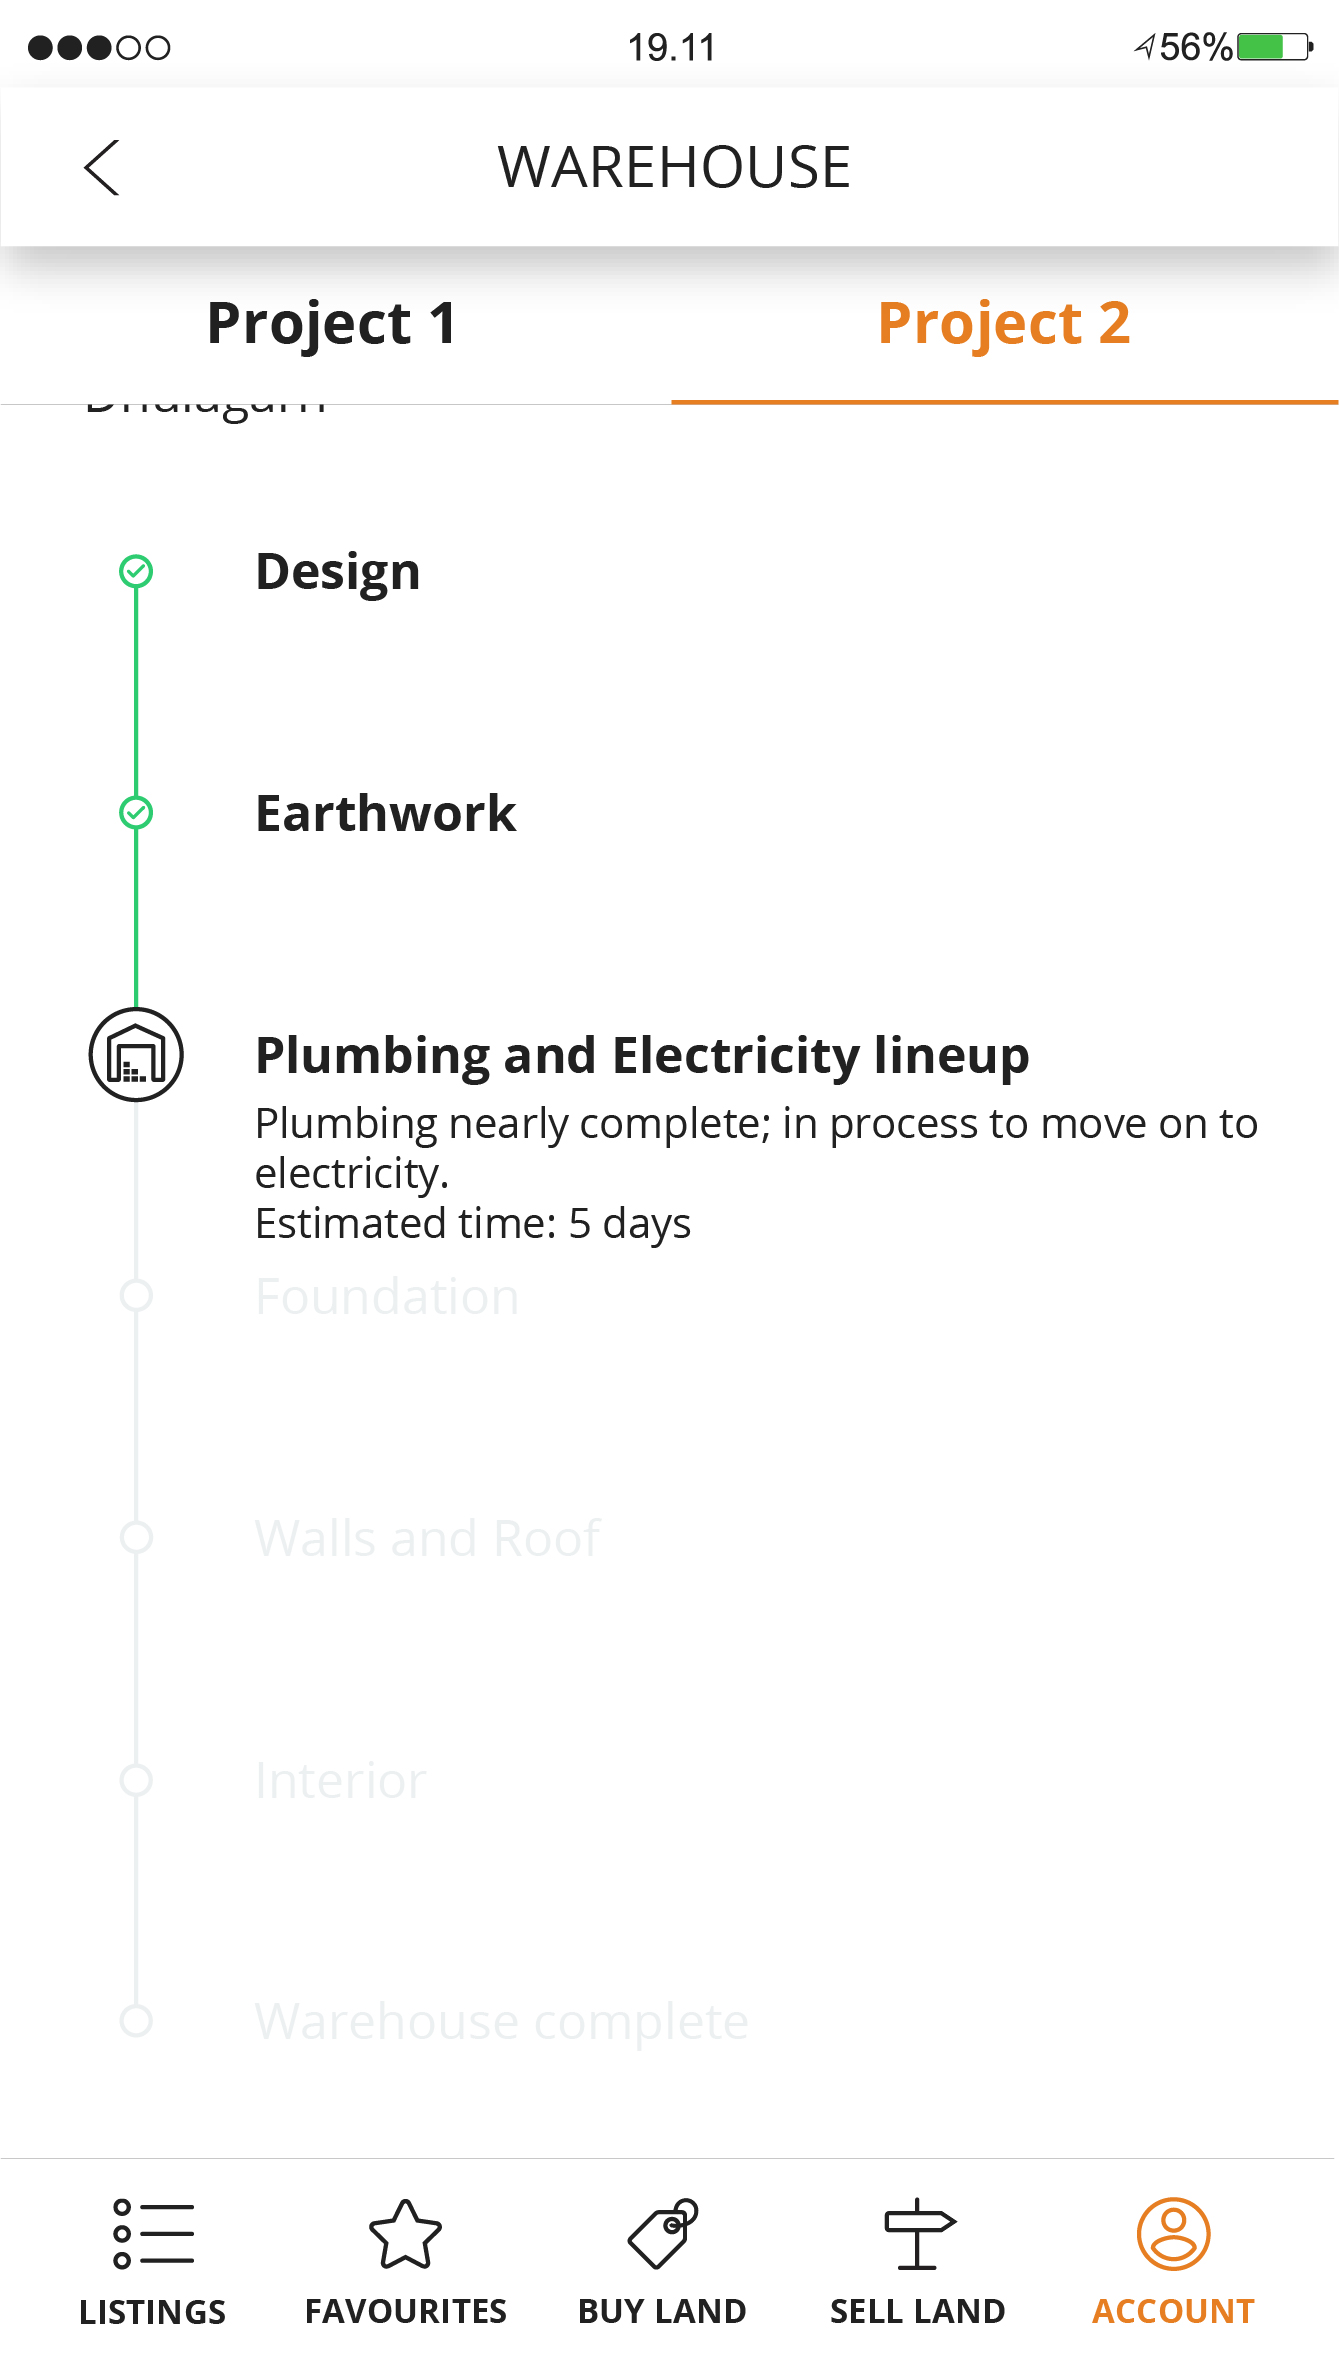 19.11
56%
WAREHOUSE
Project 1
Project 2
Design
Earthwork
Plumbing and Electricity lineup
Plumbing nearly complete; in process to move on to
electricity.
Estimated time: 5 days
Foundation
Walls and Roof
Interior
Warehouse complete
LISTINGS
FAVOURITES
BUY LAND
SELL LAND
ACCOUNT